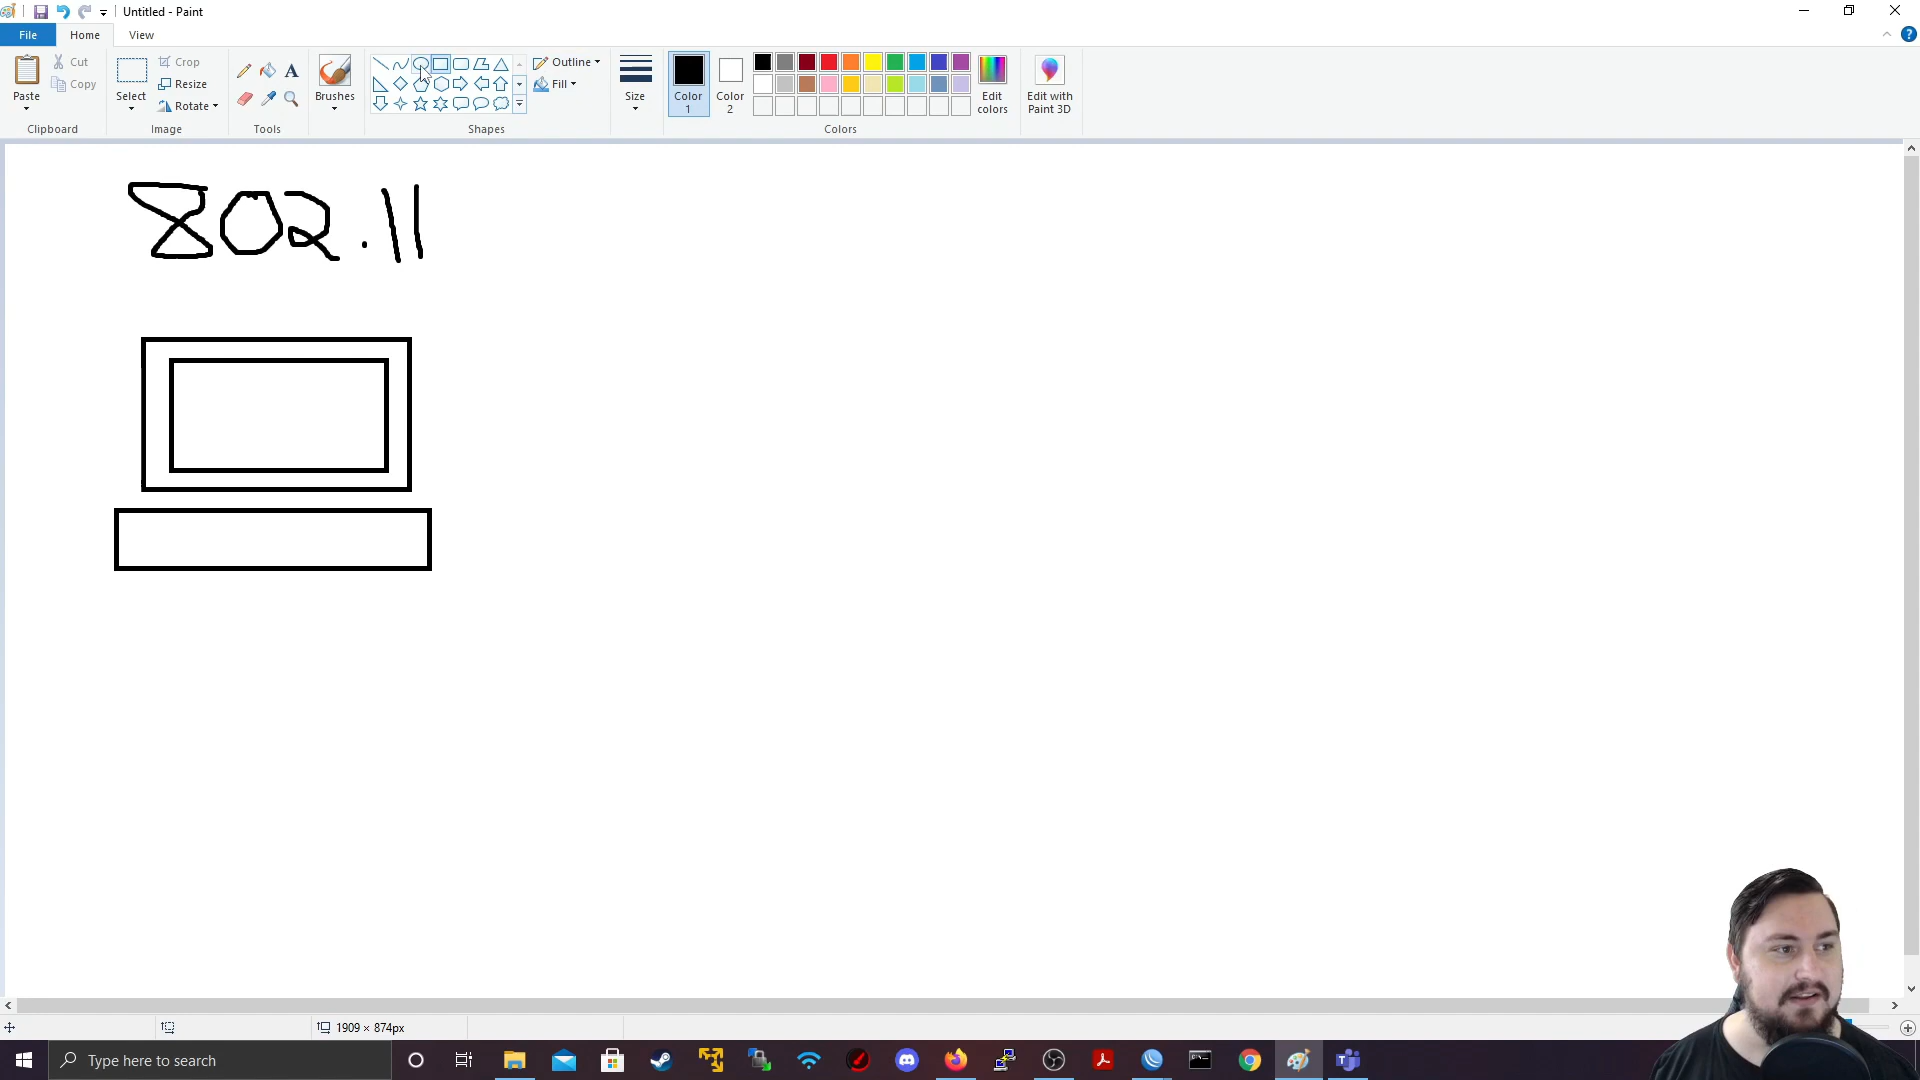 Untitled - Paint
File Home View
Paste
Cut
Copy
Clipboard
Select
Crop
Resize
Rotate
Image
Tools
Brushes
Shapes
Outline
Fill
Size
Color 1
Color 2
Colors
Edit colors
Edit with Paint 3D
802.11
1909 × 874px
Type here to search